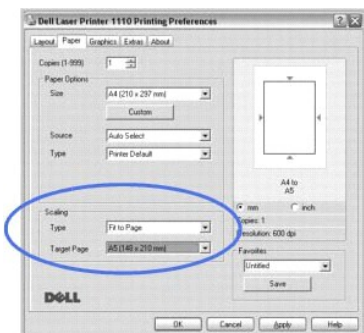 Dell Laser Printer 1110 Printing Preferences
Layout Paper Graphics Extras About
Copies (1-999) 1
Paper Options
Size A4 (210 x 297 mm)
Custom
Source Auto Select
Type Printer Default
A4 to
A5
mm inch
Copies: 1
Resolution: 600 dpi
Scaling
Type Fit to Page
Target Page A5 (148 x 210 mm)
Favorites
Untitled
Save
DELL
OK Cancel Apply Help